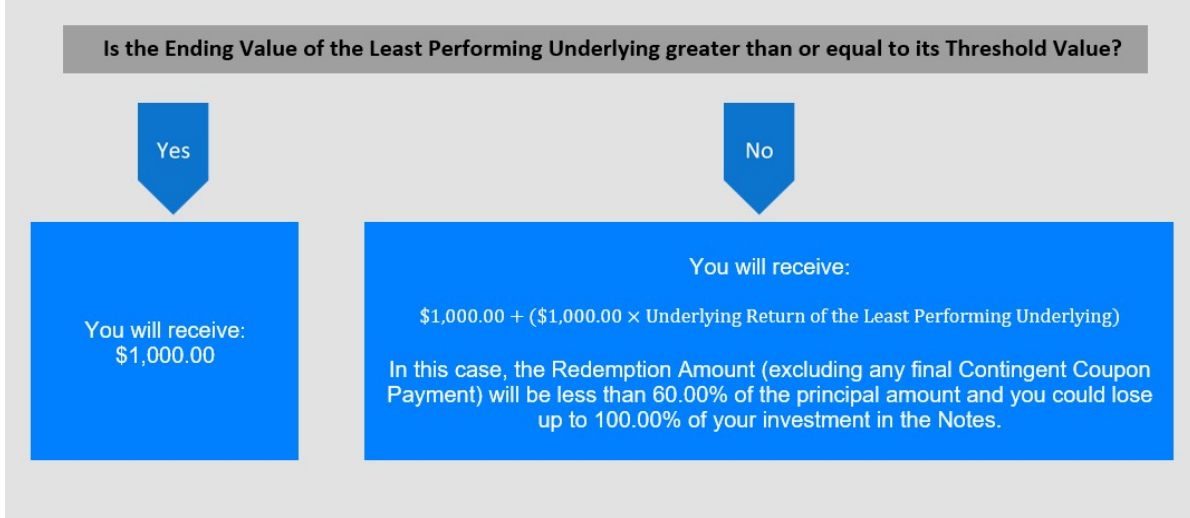 Is the Ending Value of the Least Performing Underlying greater than or equal to its Threshold Value?
Yes
No
You will receive:
$1,000.00
You will receive:
$1,000.00 + ($1,000.00 × Underlying Return of the Least Performing Underlying)
In this case, the Redemption Amount (excluding any final Contingent Coupon
Payment) will be less than 60.00% of the principal amount and you could lose
up to 100.00% of your investment in the Notes.